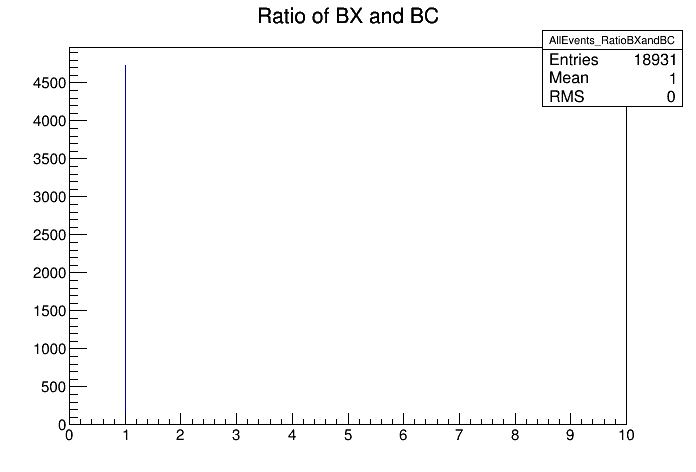 Ratio of BX and BC
AllEvents_RatioBXandBC
Entries 18931
Mean 1
RMS 0
4500
4000
3500
3000
2500
2000
1500
1000
500
0
0 1 2 3 4 5 6 7 8 9 10